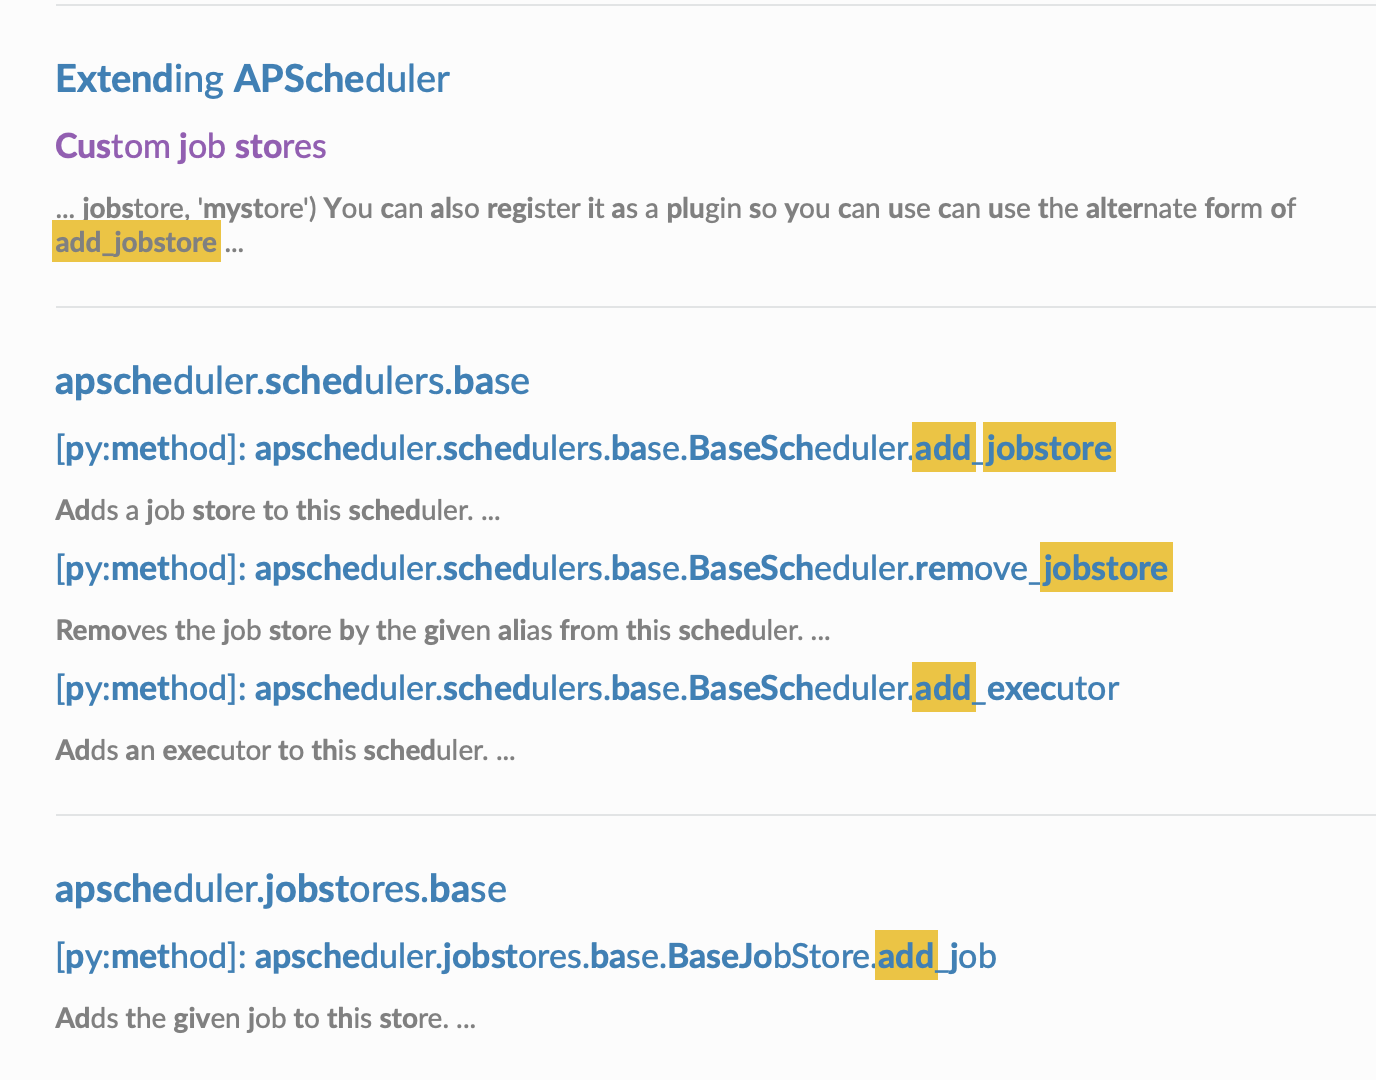 Extending APScheduler
Custom job stores
... jobstore, 'mystore') You can also register it as a plugin so you can use can use the alternate form of
add_jobstore ...
apscheduler.schedulers.base
[py:method]: apscheduler.schedulers.base.BaseScheduler.add_jobstore
Adds a job store to this scheduler. ...
[py:method]: apscheduler.schedulers.base.BaseScheduler.remove_jobstore
Removes the job store by the given alias from this scheduler. ...
[py:method]: apscheduler.schedulers.base.BaseScheduler.add_executor
Adds an executor to this scheduler. ...
apscheduler.jobstores.base
[py:method]: apscheduler.jobstores.base.BaseJobStore.add_job
Adds the given job to this store. ...